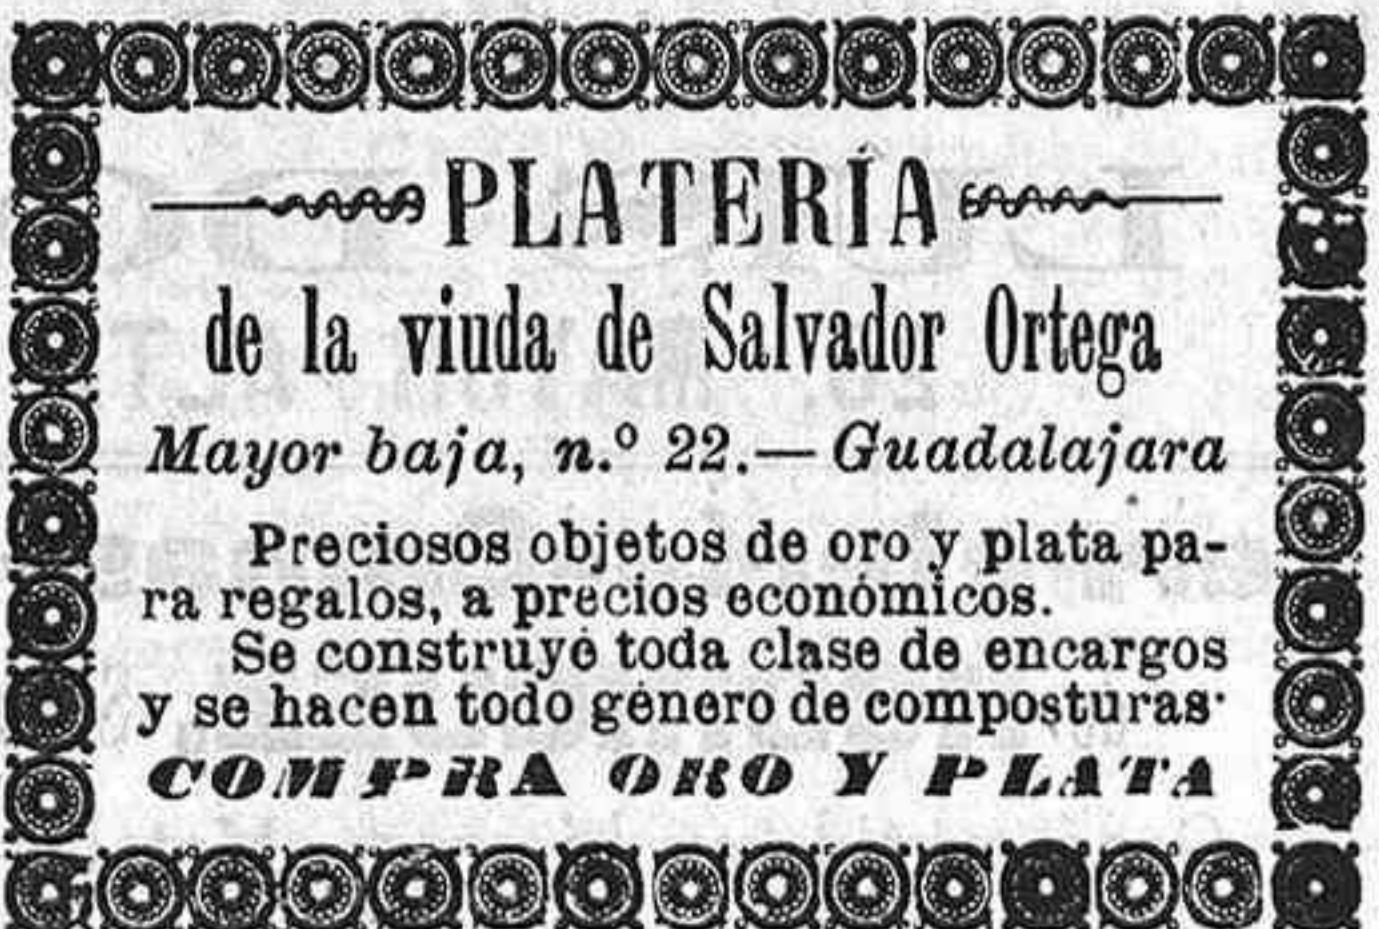 PLATERÍA
de la viuda de Salvador Ortega
Mayor baja, n.º 22.—Guadalajara
Preciosos objetos de oro y plata pa-
ra regalos, a precios económicos.
Se construye toda clase de encargos
y se hacen todo género de composturas.
COMPRA ORO Y PLATA